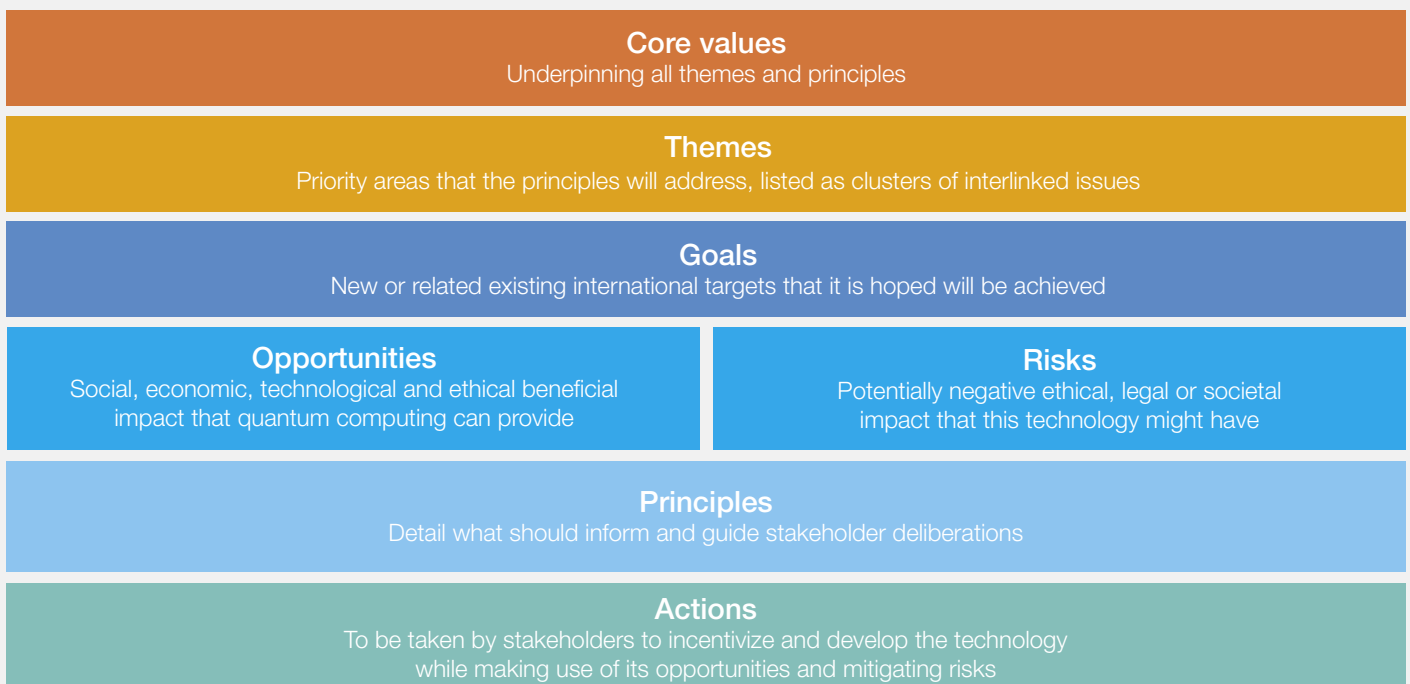 Core values
Underpinning all themes and principles
Themes
Priority areas that the principles will address, listed as clusters of interlinked issues
Goals
New or related existing international targets that it is hoped will be achieved
Opportunities
Social, economic, technological and ethical beneficial
impact that quantum computing can provide
Risks
Potentially negative ethical, legal or societal
impact that this technology might have
Principles
Detail what should inform and guide stakeholder deliberations
Actions
To be taken by stakeholders to incentivize and develop the technology
while making use of its opportunities and mitigating risks